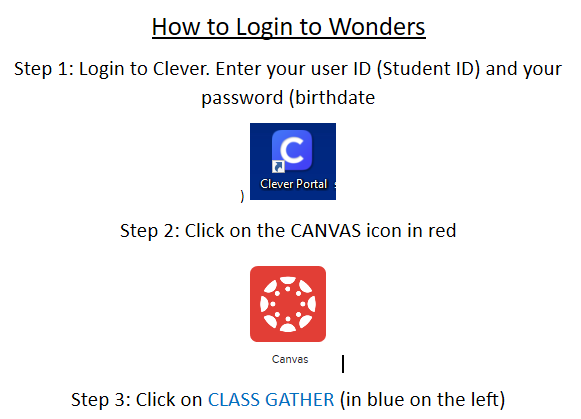 How to Login to Wonders
Step 1: Login to Clever. Enter your user ID (Student ID) and your
password (birthdate
C
Clever Portal
)
Step 2: Click on the CANVAS icon in red
Canvas
Step 3: Click on CLASS GATHER (in blue on the left)